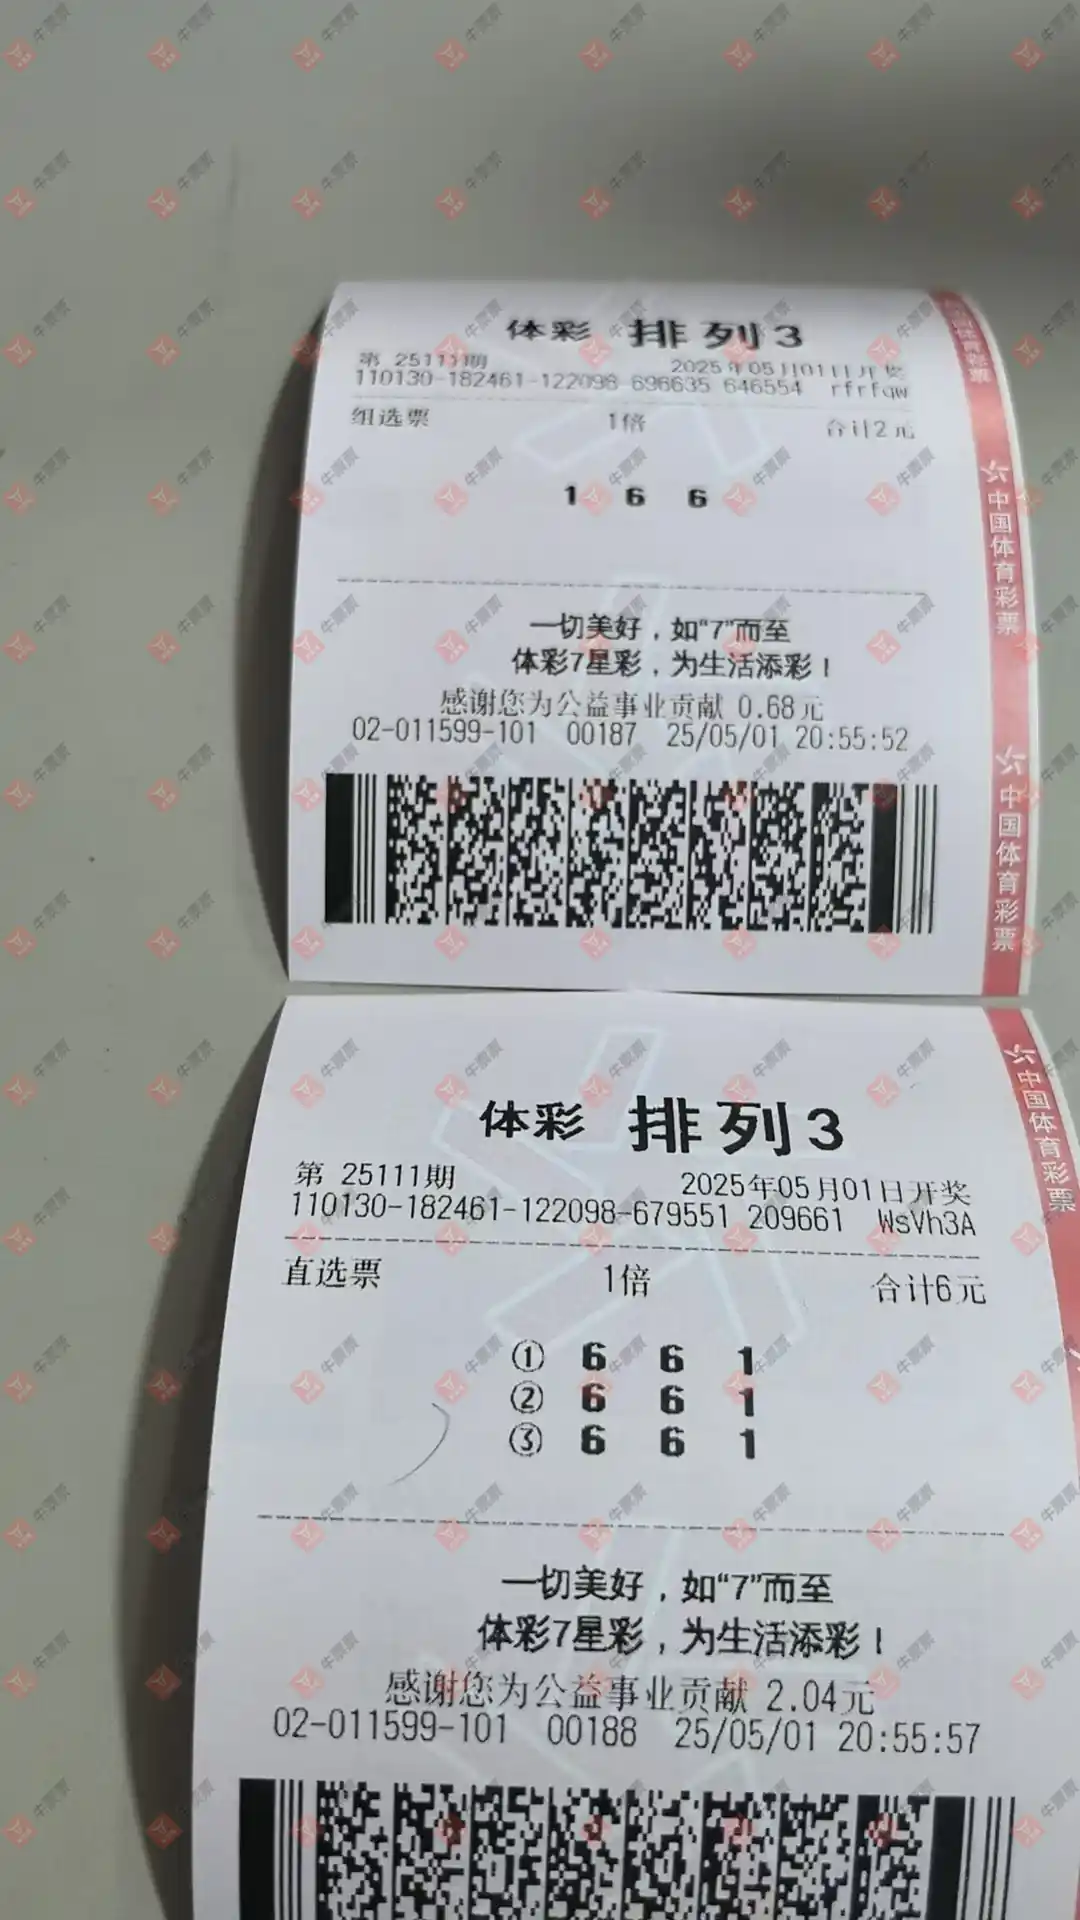 体彩 排列3
第 25111期 2025年05月01日开奖
110130-182461-122098-696635 646554 rfrfqw
组选票 1倍 合计2元
1 6 6
一切美好，如“7”而至
体彩7星彩，为生活添彩！
感谢您为公益事业贡献 0.68元
02-011599-101 00187 25/05/01 20:55:52
中国体育彩票
中国体育彩票
体彩 排列3
第 25111期 2025年05月01日开奖
110130-182461-122098-679551 209661 WsVh3A
直选票 1倍 合计6元
① 6 6 1
② 6 6 1
③ 6 6 1
一切美好，如“7”而至
体彩7星彩，为生活添彩！
感谢您为公益事业贡献 2.04元
02-011599-101 00188 25/05/01 20:55:57
中国体育彩票
牛票票